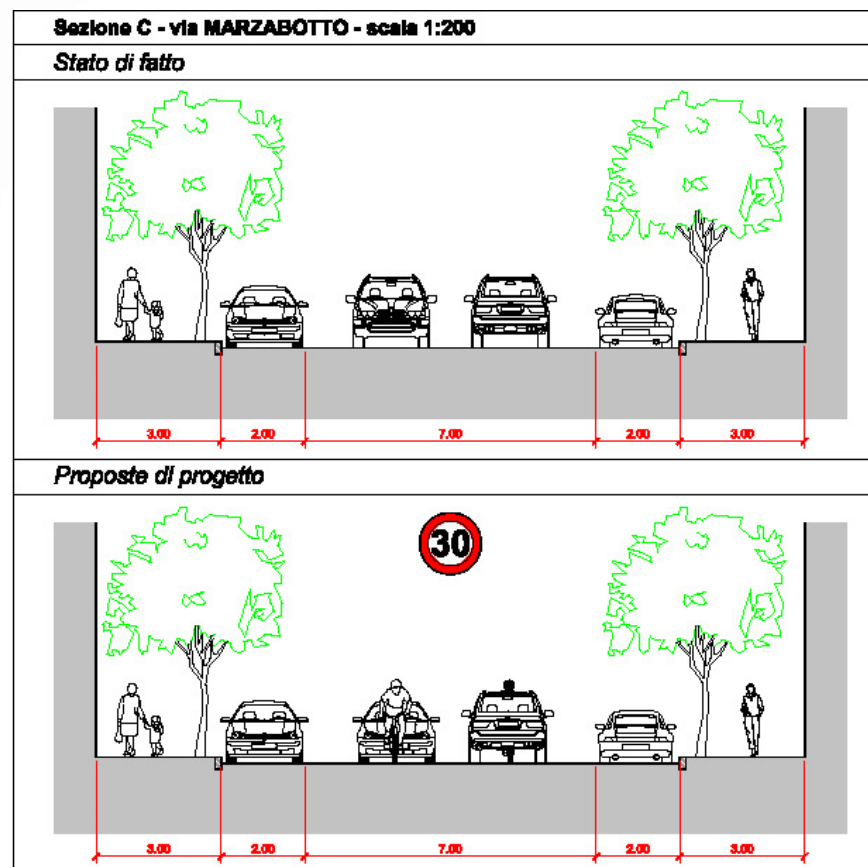 Sezione C - via MARZABOTTO - scala 1:200
Stato di fatto
3.00 2.00 7.00 2.00 3.00
Proposte di progetto
30
3.00 2.00 7.00 2.00 3.00